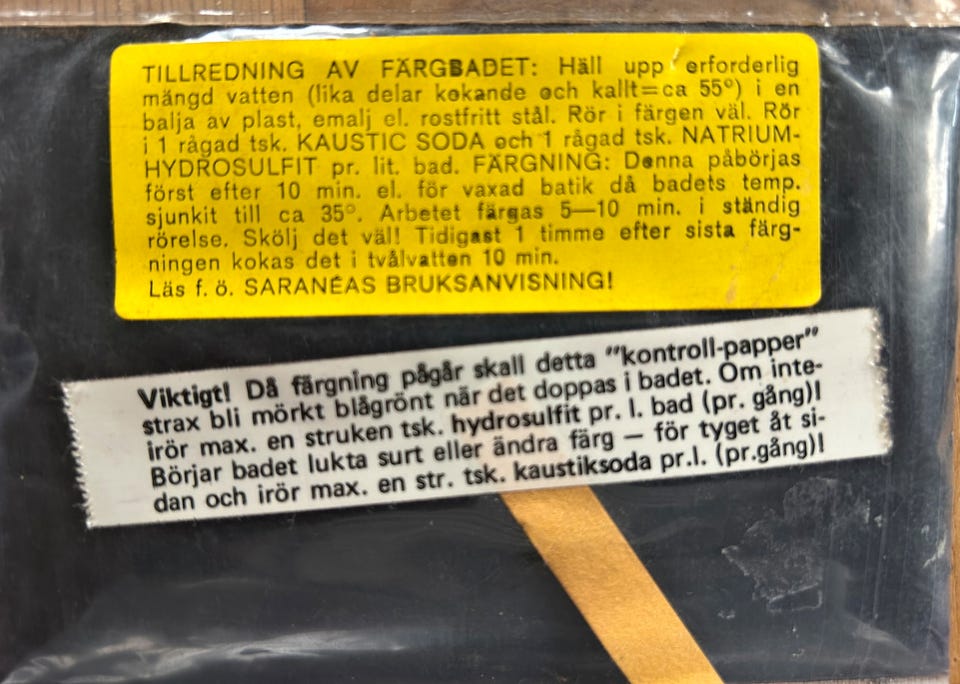 TILLREDNING AV FÄRGBADET: Häll upp erforderlig
mängd vatten (lika delar kokande och kallt=ca 55°) i en
balja av plast, emalj el. rostfritt stål. Rör i färgen väl. Rör
i 1 rågad tsk. KAUSTIC SODA och 1 rågad tsk. NATRIUM-
HYDROSULFIT pr. lit. bad. FÄRGNING: Denna påbörjas
först efter 10 min. el. för vaxad batik då badets temp.
sjunkit till ca 35°. Arbetet färgas 5—10 min. i ständig
rörelse. Skölj det väl! Tidigast 1 timme efter sista färg-
ningen kokas det i tvålvatten 10 min.
Läs f. ö. SARANÉAS BRUKSANVISNING!
Viktigt! Då färgning pågår skall detta "kontroll-papper"
strax bli mörkt blågrönt när det doppas i badet. Om inte-
irör max. en struken tsk. hydrosulfit pr. l. bad (pr. gång)!
Börjar badet lukta surt eller ändra färg — för tyget åt si-
dan och irör max. en str. tsk. kaustiksoda pr.l. (pr.gång)!